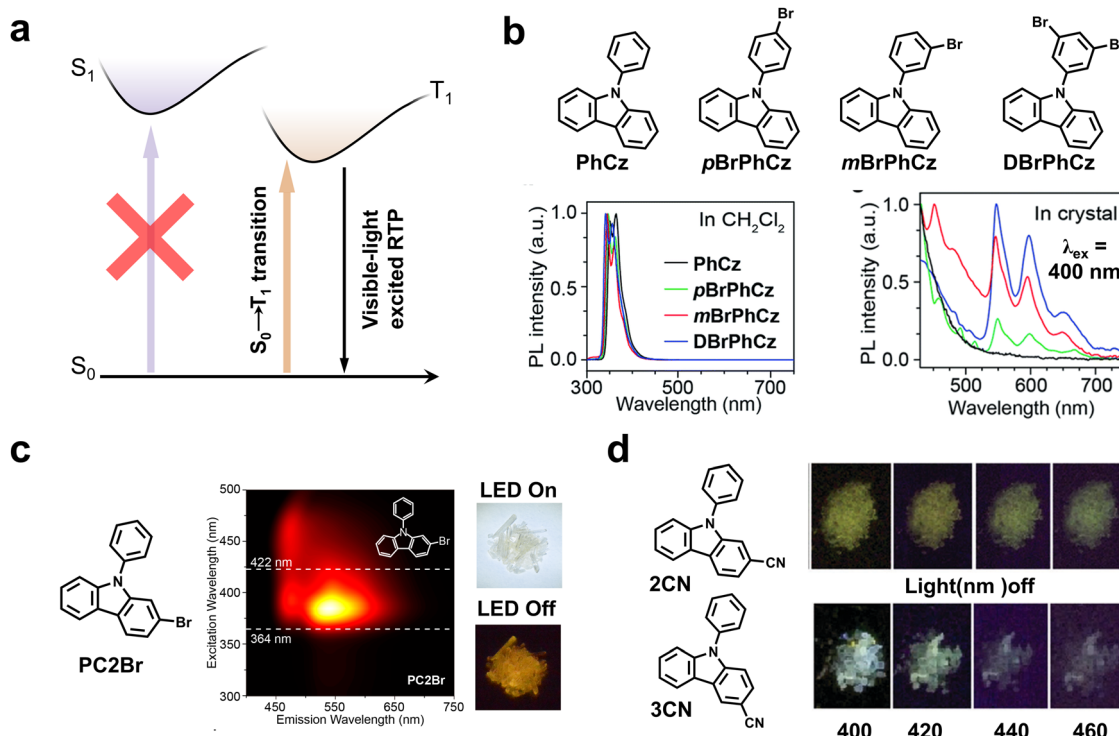 a
S1
T1
S0→T1 transition
Visible-light
excited RTP
S0
b
Br
Br
Br
N
N
N
N
PhCz
pBrPhCz
mBrPhCz
DBrPhCz
PL intensity (a.u.)
1.0
0.5
0.0
In CH2Cl2
PhCz
pBrPhCz
mBrPhCz
DBrPhCz
300
500
700
Wavelength (nm)
PL intensity (a.u.)
1.0
0.5
0.0
In crystal
λex =
400 nm
500
600
700
Wavelength (nm)
c
N
Br
PC2Br
Excitation Wavelength (nm)
500
450
400
350
300
422 nm
364 nm
N
Br
PC2Br
450
550
650
750
Emission Wavelength (nm)
LED On
LED Off
d
N
CN
2CN
N
CN
3CN
Light(nm )off
400
420
440
460